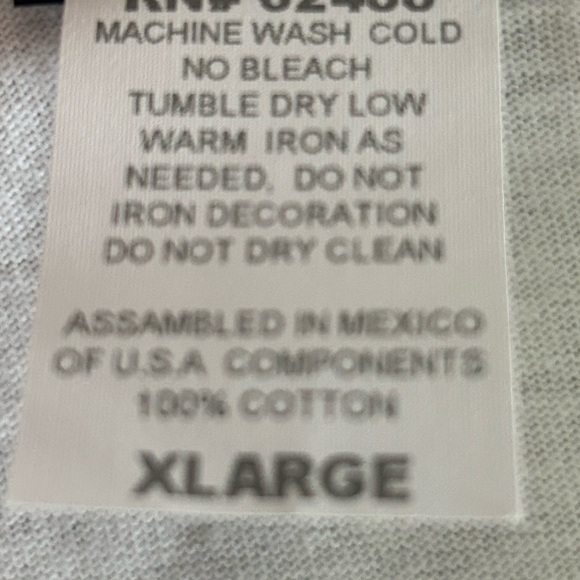 MACHINE WASH COLD
NO BLEACH
TUMBLE DRY LOW
WARM IRON AS
NEEDED. DO NOT
IRON DECORATION
DO NOT DRY CLEAN
ASSAMBLED IN MEXICO
OF U.S.A COMPONENTS
100% COTTON
XLARGE